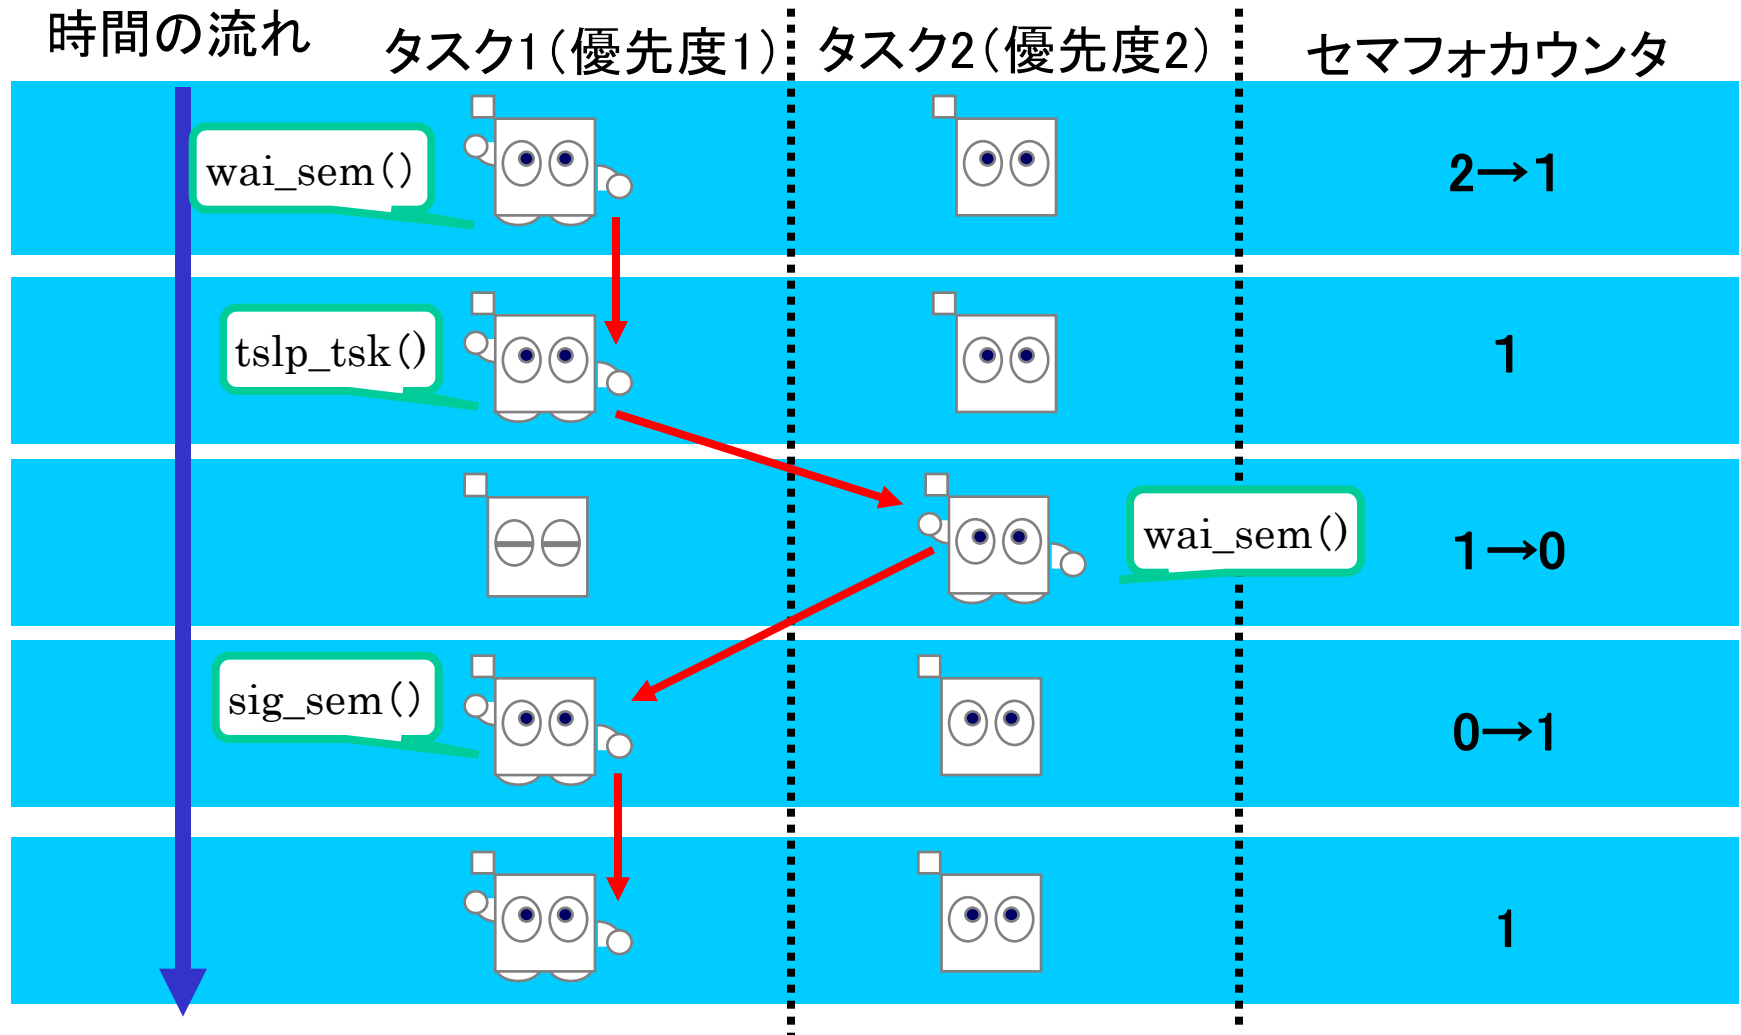 時間の流れ
タスク1(優先度1)
タスク2(優先度2)
セマフォカウンタ
wai_sem()
2→1
tslp_tsk()
1
wai_sem()
1→0
sig_sem()
0→1
1